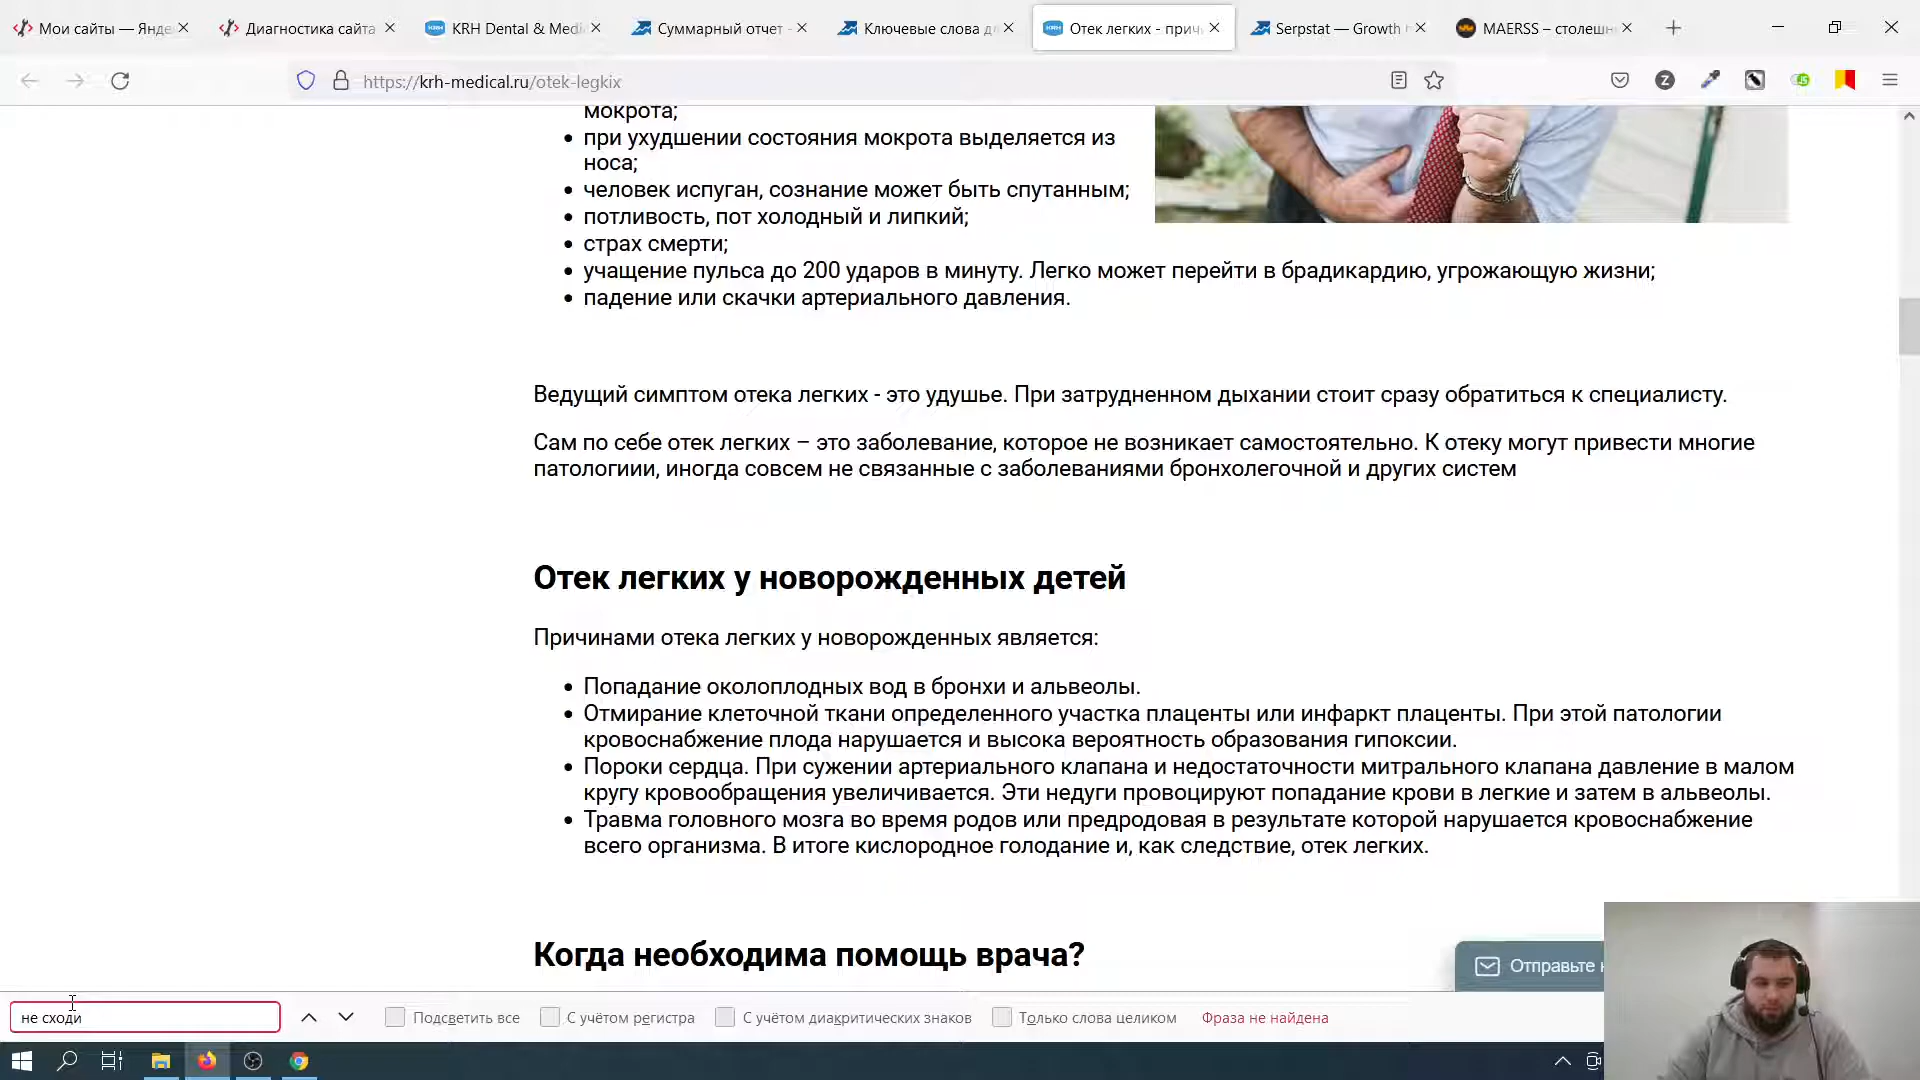 Мои сайты — Янде
Диагностика сайта
KRH Dental & Medi
Суммарный отчет -
Ключевые слова д
Отек легких - прич
Serpstat — Growth
MAERSS – столешн
https://krh-medical.ru/otek-legkix
мокрота;
при ухудшении состояния мокрота выделяется из
носа;
человек испуган, сознание может быть спутанным;
потливость, пот холодный и липкий;
страх смерти;
учащение пульса до 200 ударов в минуту. Легко может перейти в брадикардию, угрожающую жизни;
падение или скачки артериального давления.
Ведущий симптом отека легких - это удушье. При затрудненном дыхании стоит сразу обратиться к специалисту.
Сам по себе отек легких – это заболевание, которое не возникает самостоятельно. К отеку могут привести многие
патологиии, иногда совсем не связанные с заболеваниями бронхолегочной и других систем
Отек легких у новорожденных детей
Причинами отека легких у новорожденных является:
Попадание околоплодных вод в бронхи и альвеолы.
Отмирание клеточной ткани определенного участка плаценты или инфаркт плаценты. При этой патологии
кровоснабжение плода нарушается и высока вероятность образования гипоксии.
Пороки сердца. При сужении артериального клапана и недостаточности митрального клапана давление в малом
кругу кровообращения увеличивается. Эти недуги провоцируют попадание крови в легкие и затем в альвеолы.
Травма головного мозга во время родов или предродовая в результате которой нарушается кровоснабжение
всего организма. В итоге кислородное голодание и, как следствие, отек легких.
Когда необходима помощь врача?
Отправьте
не сходи
Подсветить все
С учётом регистра
С учётом диакритических знаков
Только слова целиком
Фраза не найдена